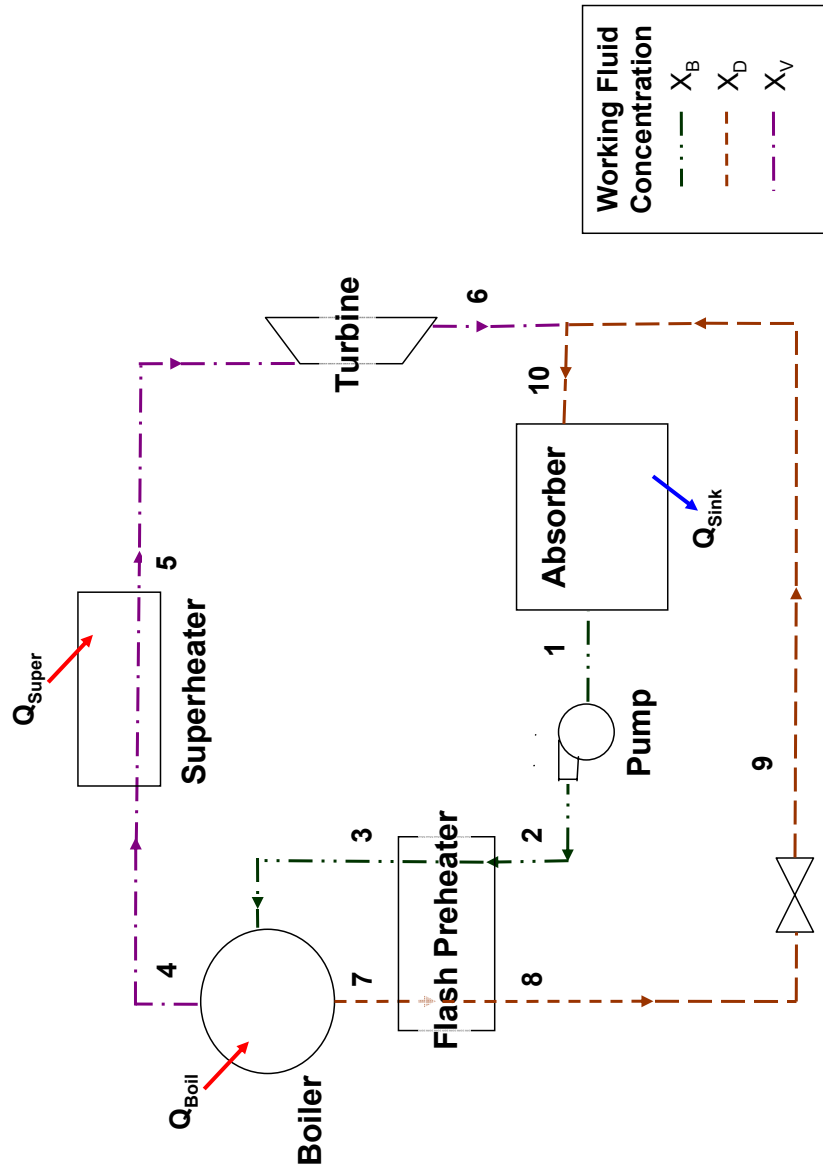 Q_Super
5
Superheater
4
Q_Boil
Boiler
Turbine
6
10
Absorber
Q_Sink
1
Pump
3
2
Flash Preheater
7
8
9
Working Fluid
Concentration
X_B
X_D
X_V